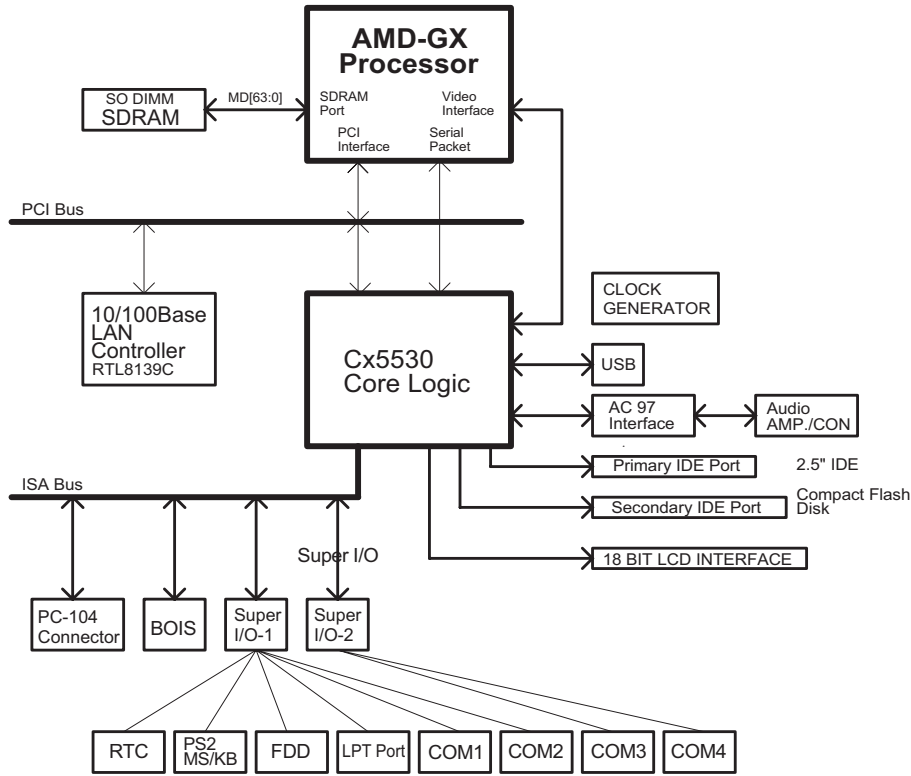 AMD-GX
Processor
SO DIMM
SDRAM
MD[63:0]
SDRAM
Port
Video
Interface
PCI
Interface
Serial
Packet
PCI Bus
10/100Base
LAN
Controller
RTL8139C
Cx5530
Core Logic
CLOCK
GENERATOR
USB
AC 97
Interface
Audio
AMP./CON
Primary IDE Port
2.5" IDE
Secondary IDE Port
Compact Flash
Disk
18 BIT LCD INTERFACE
ISA Bus
Super I/O
PC-104
Connector
BOIS
Super
I/O-1
Super
I/O-2
RTC
PS2
MS/KB
FDD
LPT Port
COM1
COM2
COM3
COM4